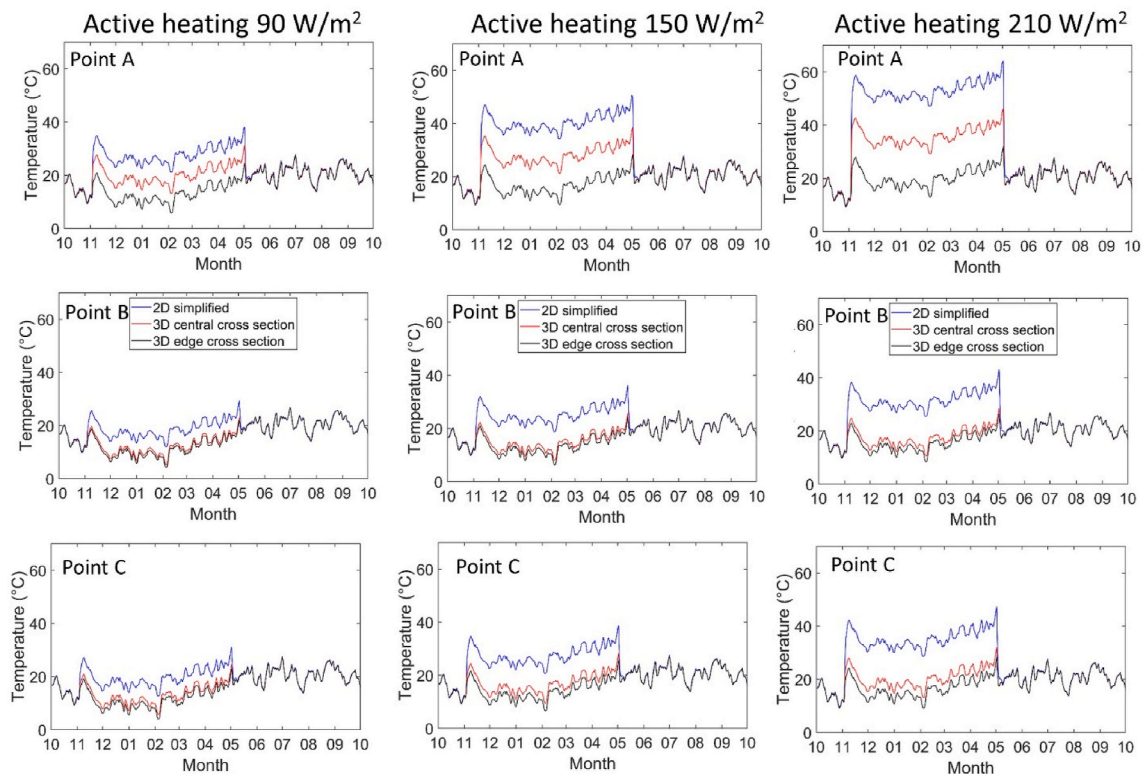 Active heating 90 W/m²
Active heating 150 W/m²
Active heating 210 W/m²
Point A
Temperature (°C)
60
40
20
0
10 11 12 01 02 03 04 05 06 07 08 09 10
Month
Point A
Temperature (°C)
60
40
20
0
10 11 12 01 02 03 04 05 06 07 08 09 10
Month
Point A
Temperature (°C)
60
40
20
0
10 11 12 01 02 03 04 05 06 07 08 09 10
Month
Point B
2D simplified
3D central cross section
3D edge cross section
Temperature (°C)
60
40
20
0
10 11 12 01 02 03 04 05 06 07 08 09 10
Month
Point B
2D simplified
3D central cross section
3D edge cross section
Temperature (°C)
60
40
20
0
10 11 12 01 02 03 04 05 06 07 08 09 10
Month
Point B
2D simplified
3D central cross section
3D edge cross section
Temperature (°C)
60
40
20
0
10 11 12 01 02 03 04 05 06 07 08 09 10
Month
Point C
Temperature (°C)
60
40
20
0
10 11 12 01 02 03 04 05 06 07 08 09 10
Month
Point C
Temperature (°C)
60
40
20
0
10 11 12 01 02 03 04 05 06 07 08 09 10
Month
Point C
Temperature (°C)
60
40
20
0
10 11 12 01 02 03 04 05 06 07 08 09 10
Month